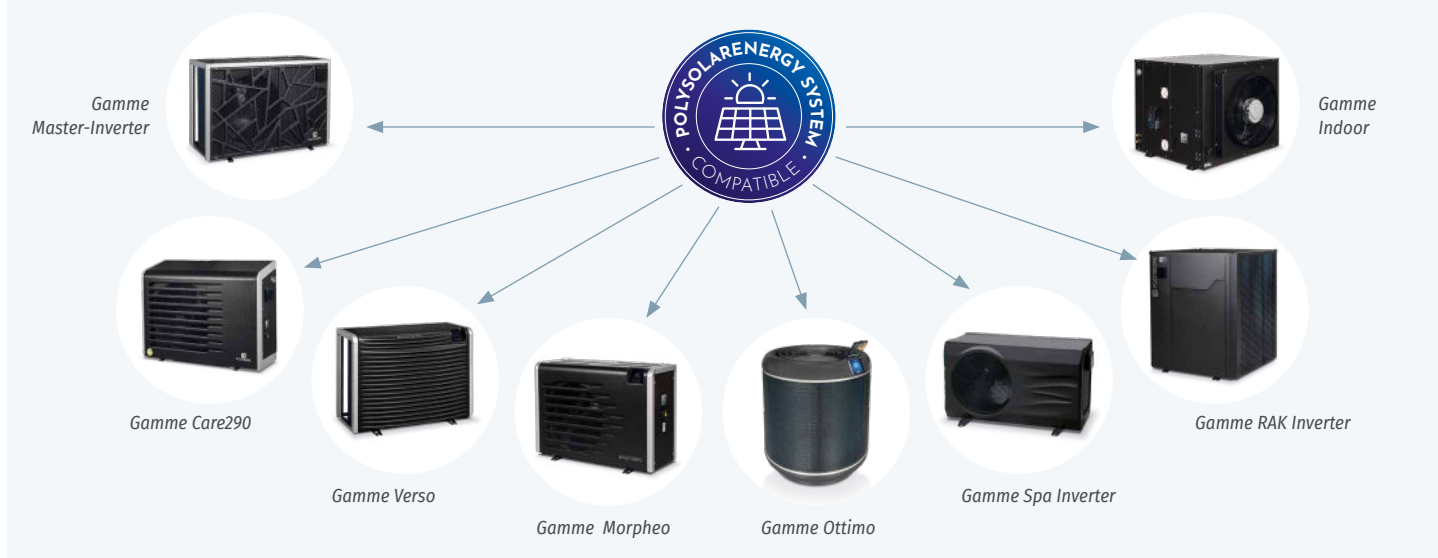 POLYSOLARENERGY SYSTEM
• COMPATIBLE •
Gamme
Master-Inverter
Gamme
Indoor
Gamme Care290
Gamme RAK Inverter
Gamme Verso
Gamme Spa Inverter
Gamme Morpheo
Gamme Ottimo